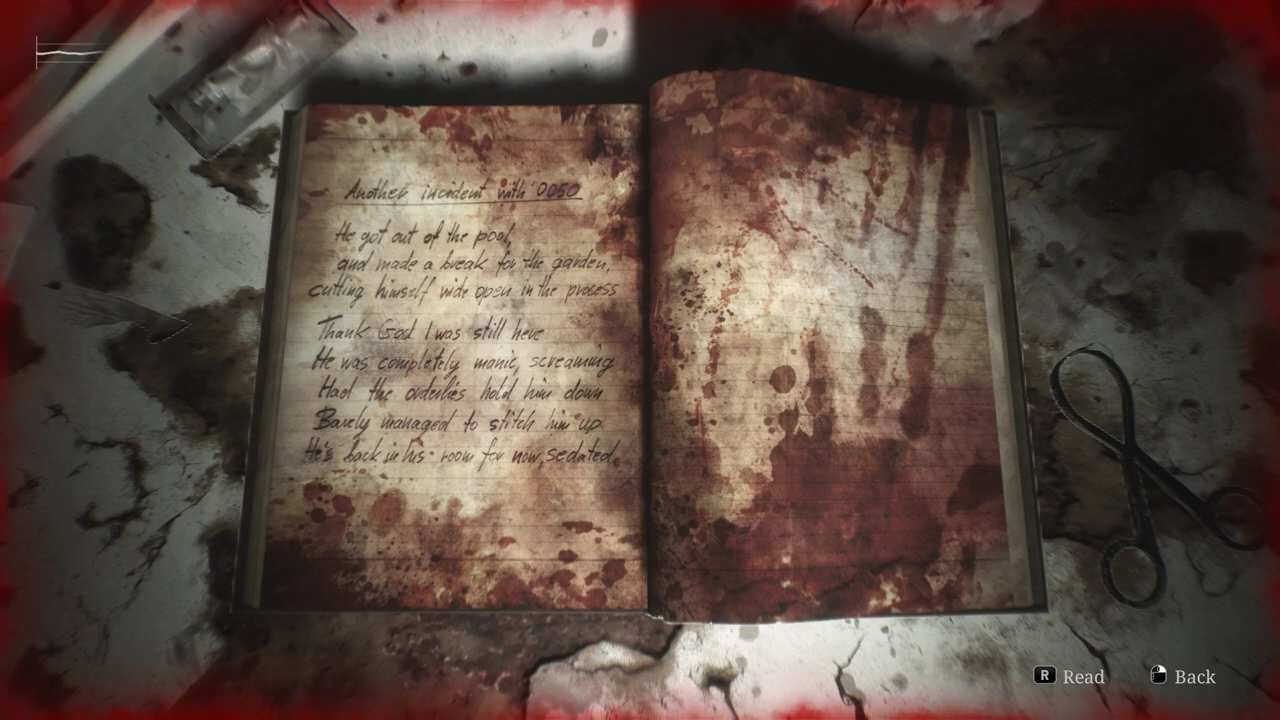 Another incident with 0050
He got out of the pool,
and made a break for the garden,
cutting himself wide open in the process
Thank God I was still here
He was completely manic, screaming
Had the orderlies hold him down
Barely managed to stitch him up
He's back in his room for now, sedated.
R Read
Back